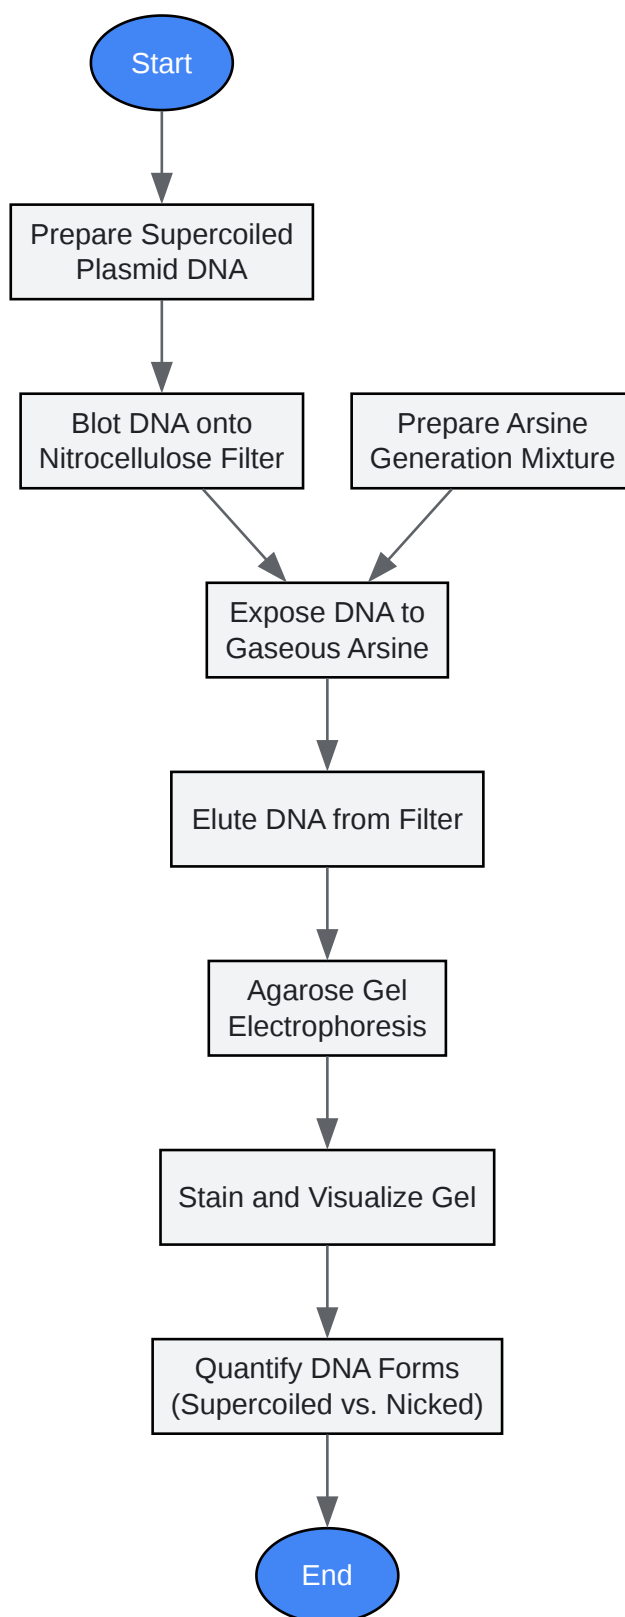 Start
Prepare Supercoiled
Plasmid DNA
Blot DNA onto
Nitrocellulose Filter
Prepare Arsine
Generation Mixture
Expose DNA to
Gaseous Arsine
Elute DNA from Filter
Agarose Gel
Electrophoresis
Stain and Visualize Gel
Quantify DNA Forms
(Supercoiled vs. Nicked)
End